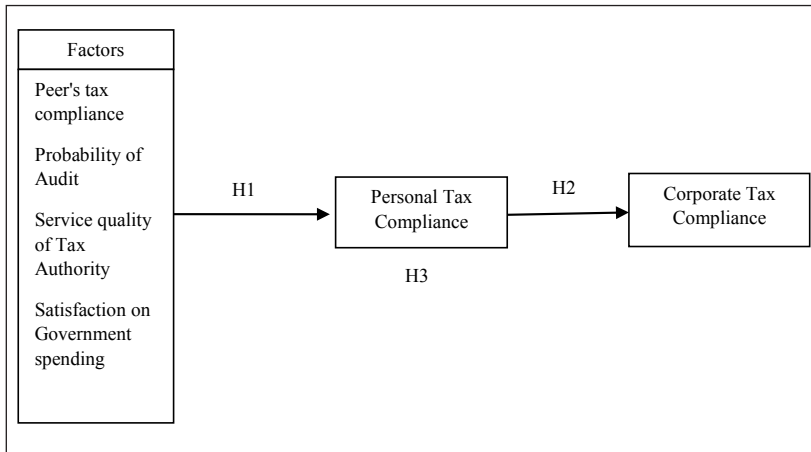 Factors
Peer's tax
compliance
Probability of
Audit
Service quality
of Tax
Authority
Satisfaction on
Government
spending
H1
Personal Tax
Compliance
H3
H2
Corporate Tax
Compliance